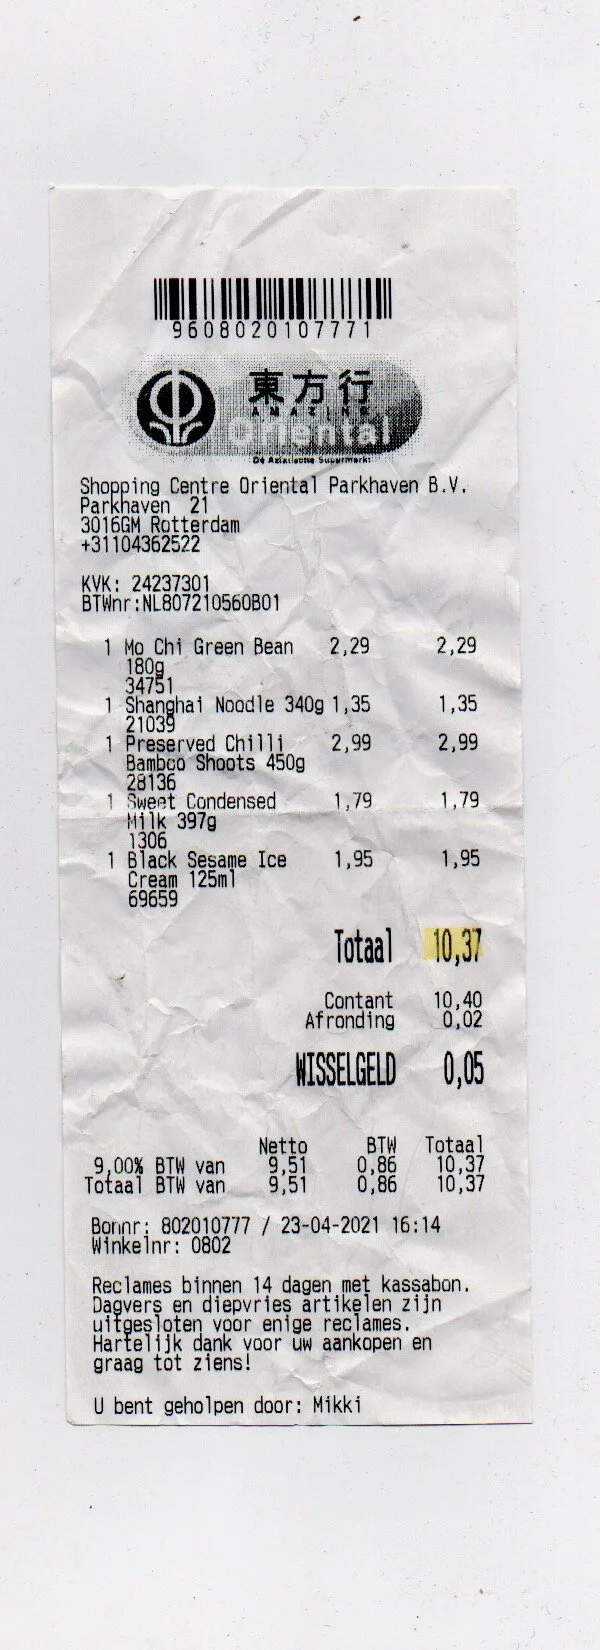 9608020107771
東方行
AMAZING
Oriental
De Aziatische Supermarkt
Shopping Centre Oriental Parkhaven B.V.
Parkhaven 21
3016GM Rotterdam
+31104362522
KVK: 24237301
BTWnr:NL807210560B01
1 Mo Chi Green Bean 2,29 2,29
180g
34751
1 Shanghai Noodle 340g 1,35 1,35
21039
1 Preserved Chilli 2,99 2,99
Bamboo Shoots 450g
28136
1 Sweet Condensed 1,79 1,79
Milk 397g
1306
1 Black Sesame Ice 1,95 1,95
Cream 125ml
69659
Totaal 10,37
Contant 10,40
Afronding 0,02
WISSELGELD 0,05
Netto BTW Totaal
9,00% BTW van 9,51 0,86 10,37
Totaal BTW van 9,51 0,86 10,37
Bonnr: 802010777 / 23-04-2021 16:14
Winkelnr: 0802
Reclames binnen 14 dagen met kassabon.
Dagvers en diepvries artikelen zijn
uitgesloten voor enige reclames.
Hartelijk dank voor uw aankopen en
graag tot ziens!
U bent geholpen door: Mikki